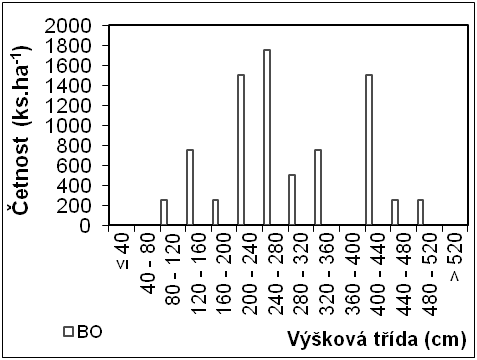 Četnost (ks.ha-1)
2000
1800
1600
1400
1200
1000
800
600
400
200
0
≤ 40
40 - 80
80 - 120
120 - 160
160 - 200
200 - 240
240 - 280
280 - 320
320 - 360
360 - 400
400 - 440
440 - 480
480 - 520
> 520
BO
Výšková třída (cm)